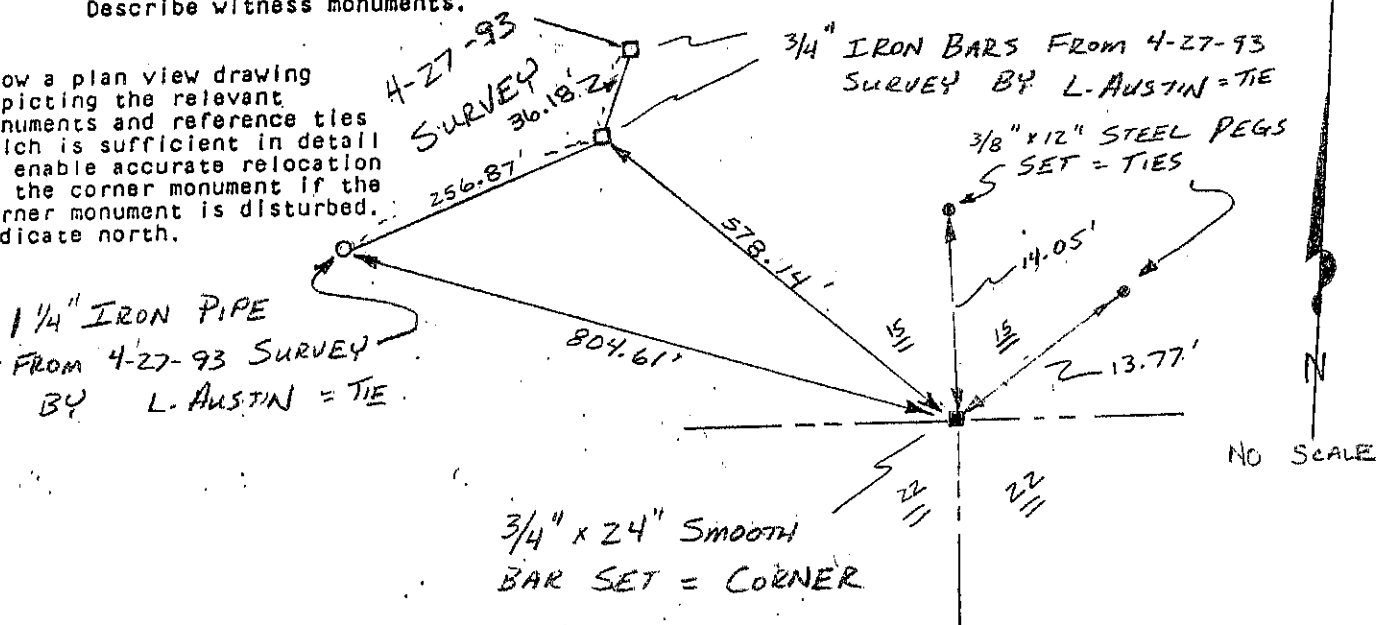 Describe witness monuments.
ow a plan view drawing
picting the relevant
numents and reference ties
ich is sufficient in detail
enable accurate relocation
the corner monument if the
rner monument is disturbed.
dicate north.
4-27-93
SURVEY
36.18'
256.87'
3/4" IRON BARS FROM 4-27-93
SURVEY BY L. AUSTIN = TIE
3/8" x 12" STEEL PEGS
SET = TIES
578.14'
14.05'
804.61'
15
15
13.77'
1 1/4" IRON PIPE
FROM 4-27-93 SURVEY
BY L. AUSTIN = TIE
N
NO SCALE
22
22
3/4" x 24" SMOOTH
BAR SET = CORNER